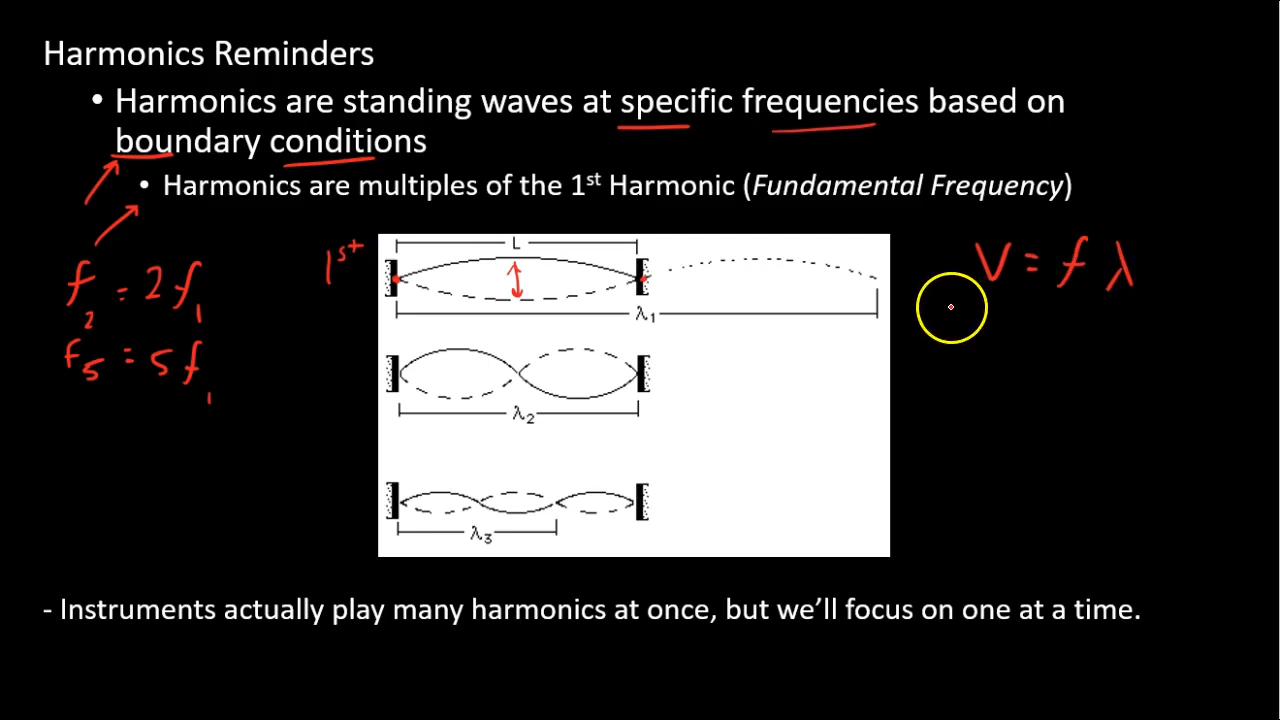 Harmonics Reminders
• Harmonics are standing waves at specific frequencies based on
boundary conditions
• Harmonics are multiples of the 1st Harmonic (Fundamental Frequency)
1st
L
V = f λ
f2 = 2f1
λ1
f5 = 5f1
λ2
λ3
- Instruments actually play many harmonics at once, but we'll focus on one at a time.